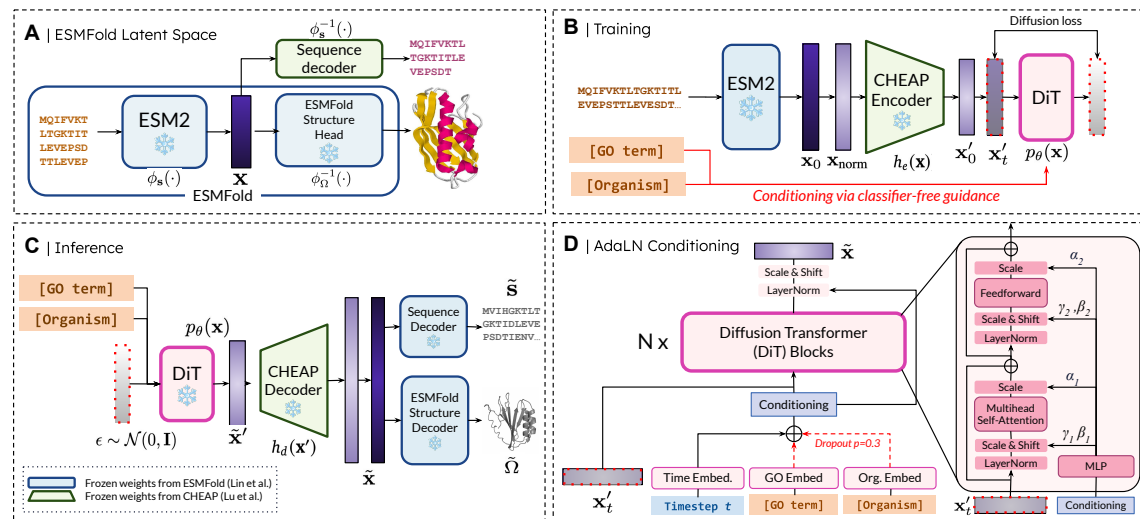 A | ESMFold Latent Space
ϕₛ⁻¹(·)
Sequence
decoder
MQIFVKTL
TGKTITLE
VEPSDT
MQIFVKT
LTGKTIT
LEVEPSD
TTLEVEP
ESM2
ϕₛ(·)
x
ESMFold
Structure
Head
ϕ_Ω⁻¹(·)
ESMFold
B | Training
Diffusion loss
MQIFVKTLTGKTITL
EVEPSTTLEVESDT…
ESM2
x₀
x_norm
CHEAP
Encoder
hₑ(x)
x′₀
x′ₜ
DiT
p_θ(x)
[GO term]
[Organism]
Conditioning via classifier-free guidance
C | Inference
[GO term]
[Organism]
p_θ(x)
DiT
ϵ ∼ 𝒩(0, I)
x̃′
CHEAP
Decoder
h_d(x′)
x̃
Sequence
Decoder
s̃
MVIHGKTLT
GKTIDLEVE
PSDTIENV…
ESMFold
Structure
Decoder
Ω̃
Frozen weights from ESMFold (Lin et al.)
Frozen weights from CHEAP (Lu et al.)
D | AdaLN Conditioning
x̃
Scale & Shift
LayerNorm
N x
Diffusion Transformer
(DiT) Blocks
Conditioning
Dropout p=0.3
Time Embed.
GO Embed
Org. Embed
x′ₜ
Timestep t
[GO term]
[Organism]
Scale
α₂
Feedforward
Scale & Shift
γ₂ ,β₂
LayerNorm
Scale
α₁
Multihead
Self-Attention
Scale & Shift
γ₁ β₁
LayerNorm
MLP
x′ₜ
Conditioning